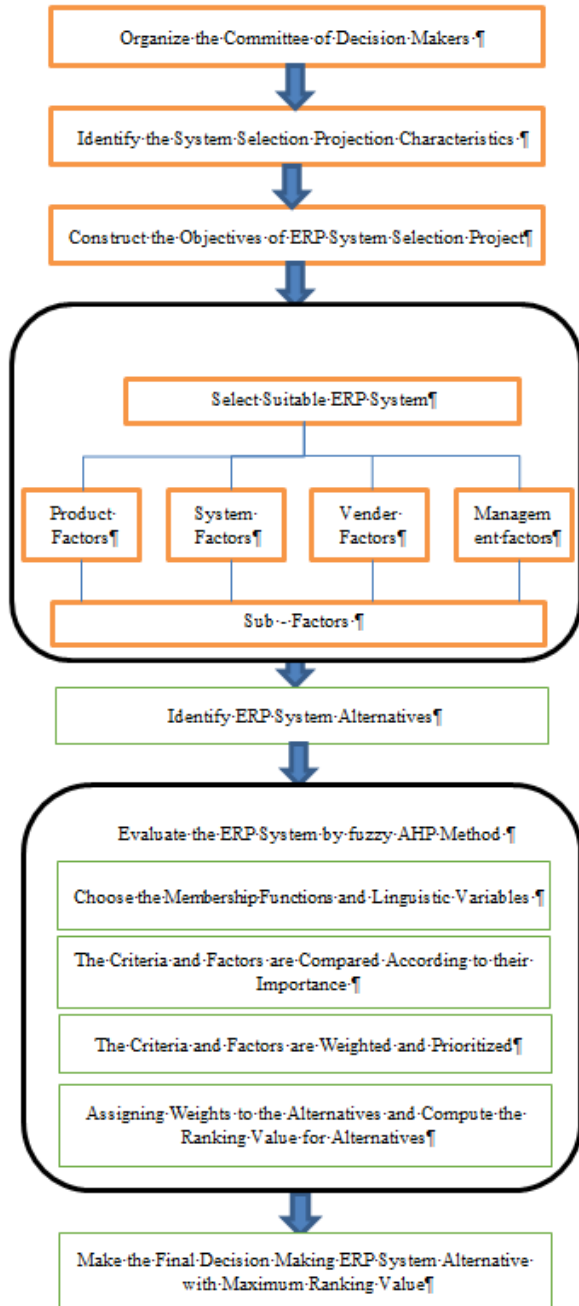 Organize·the·Committee·of·Decision·Makers·¶
Identify·the·System·Selection·Projection·Characteristics·¶
Construct·the·Objectives·of·ERP·System·Selection·Project¶
Select·Suitable·ERP·System¶
Product·
Factors¶
System·
Factors¶
Vender·
Factors¶
Managem
ent·factors¶
Sub·-·Factors·¶
Identify·ERP·System·Alternatives¶
Evaluate·the·ERP·System·by·fuzzy·AHP·Method·¶
Choose·the·Membership·Functions·and·Linguistic·Variables·¶
The·Criteria·and·Factors·are·Compared·According·to·their·
Importance·¶
The·Criteria·and·Factors·are·Weighted·and·Prioritized¶
Assigning·Weights·to·the·Alternatives·and·Compute·the·
Ranking·Value·for·Alternatives¶
Make·the·Final·Decision·Making·ERP·System·Alternative·
with·Maximum·Ranking·Value¶